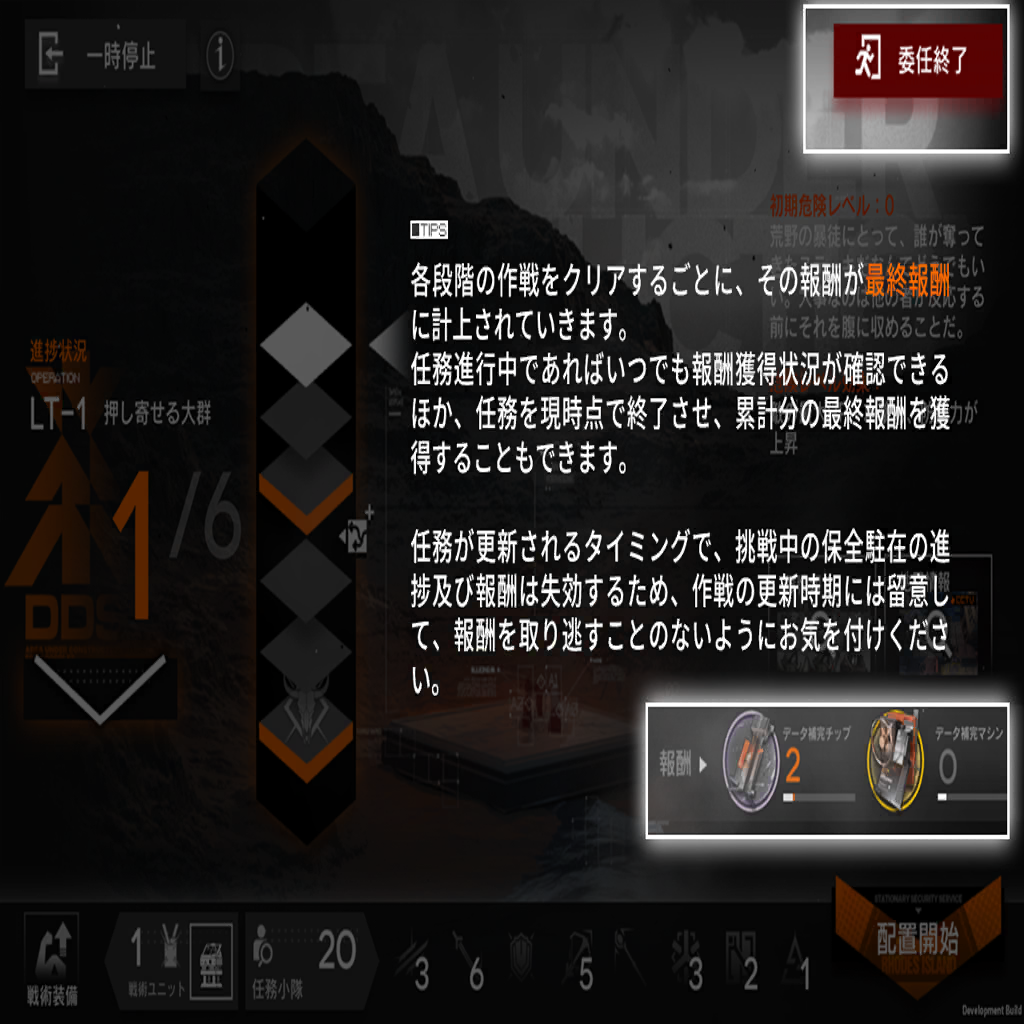 一時停止
委任終了
初期危険レベル：0
荒野の暴徒にとって、誰が奪って
前にそれを腹に収めることだ。
TIPS
各段階の作戦をクリアするごとに、その報酬が最終報酬
に計上されていきます。
任務進行中であればいつでも報酬獲得状況が確認できる
ほか、任務を現時点で終了させ、累計分の最終報酬を獲
得することもできます。
上昇
任務が更新されるタイミングで、挑戦中の保全駐在の進
捗及び報酬は失効するため、作戦の更新時期には留意し
て、報酬を取り逃すことのないようにお気を付けくださ
い。
進捗状況
OPERATION
LT-1 押し寄せる大群
1/6
DDS
報酬
データ補完チップ
2
データ補完マシン
0
戦術装備
1
戦術ユニット
20
任務小隊
3
6
5
3
2
1
STATIONARY SECURITY SERVICE
配置開始
RHODES ISLAND
Development Build